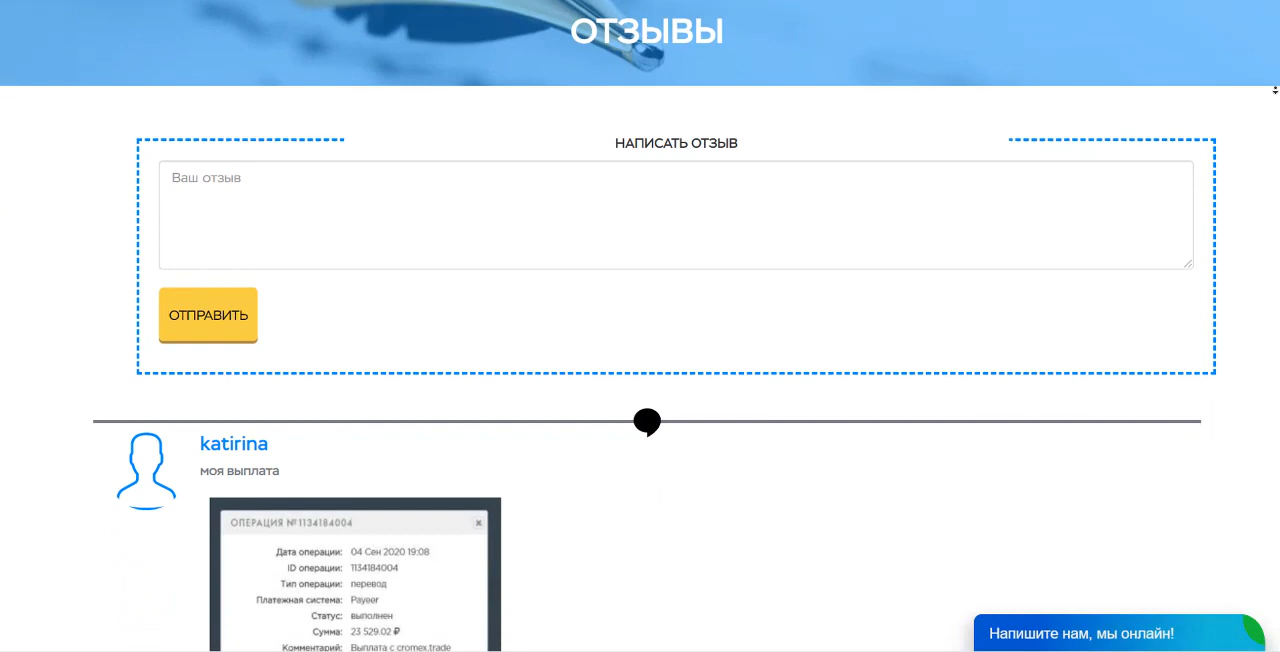 ОТЗЫВЫ
НАПИСАТЬ ОТЗЫВ
Ваш отзыв
ОТПРАВИТЬ
katirina
моя выплата
ОПЕРАЦИЯ №1134184004
Дата операции: 04 Сен 2020 19:08
ID операции: 1134184004
Тип операции: перевод
Платежная система: Payeer
Статус: выполнен
Сумма: 23 529.02 ₽
Комментарий: Выплата с cromex.trade
Напишите нам, мы онлайн!